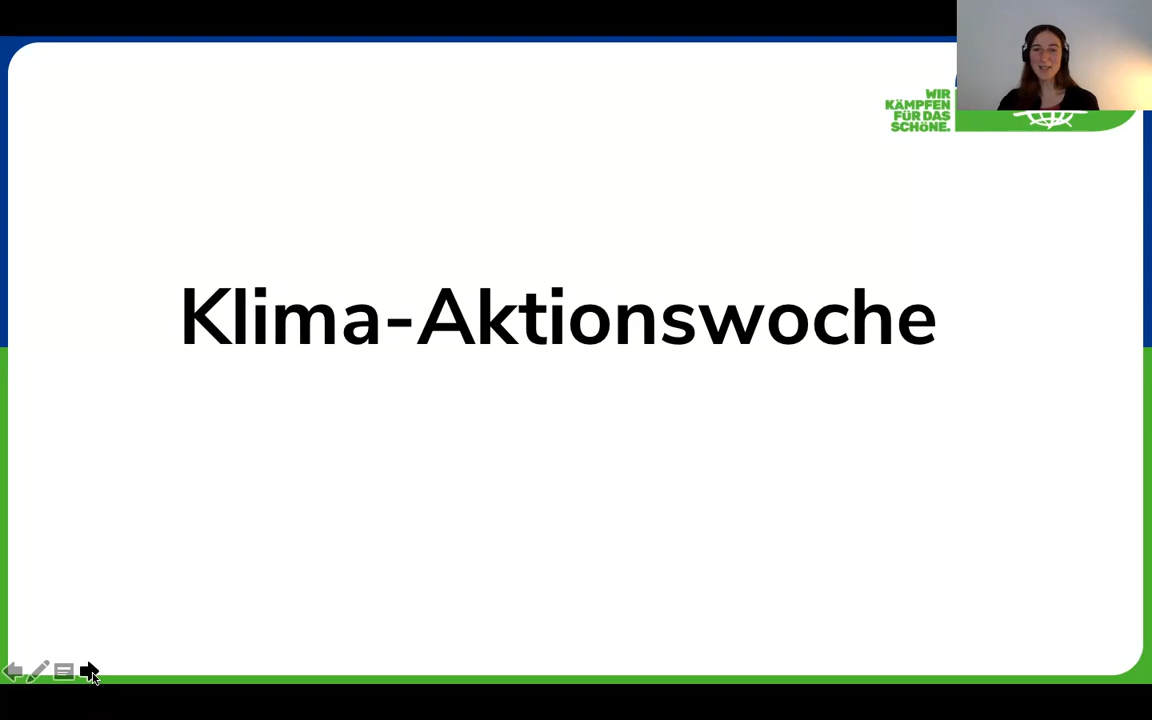 WIR
KÄMPFEN
FÜR DAS
SCHÖNE.
Klima-Aktionswoche